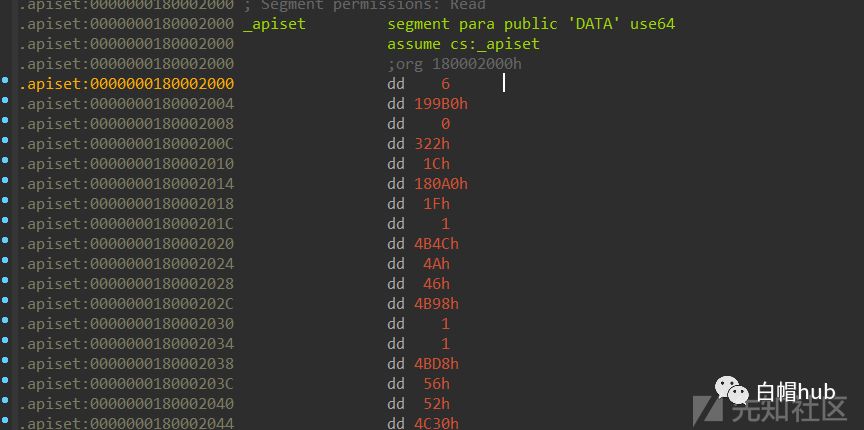 .apiset:0000000180002000 ; Segment permissions: Read
.apiset:0000000180002000 _apiset segment para public 'DATA' use64
.apiset:0000000180002000 assume cs:_apiset
.apiset:0000000180002000 ;org 180002000h
.apiset:0000000180002000 dd 6
.apiset:0000000180002004 dd 199B0h
.apiset:0000000180002008 dd 0
.apiset:000000018000200C dd 322h
.apiset:0000000180002010 dd 1Ch
.apiset:0000000180002014 dd 180A0h
.apiset:0000000180002018 dd 1Fh
.apiset:000000018000201C dd 1
.apiset:0000000180002020 dd 4B4Ch
.apiset:0000000180002024 dd 4Ah
.apiset:0000000180002028 dd 46h
.apiset:000000018000202C dd 4B98h
.apiset:0000000180002030 dd 1
.apiset:0000000180002034 dd 1
.apiset:0000000180002038 dd 4BD8h
.apiset:000000018000203C dd 56h
.apiset:0000000180002040 dd 52h
.apiset:0000000180002044 dd 4C30h
白帽hub
先知社区